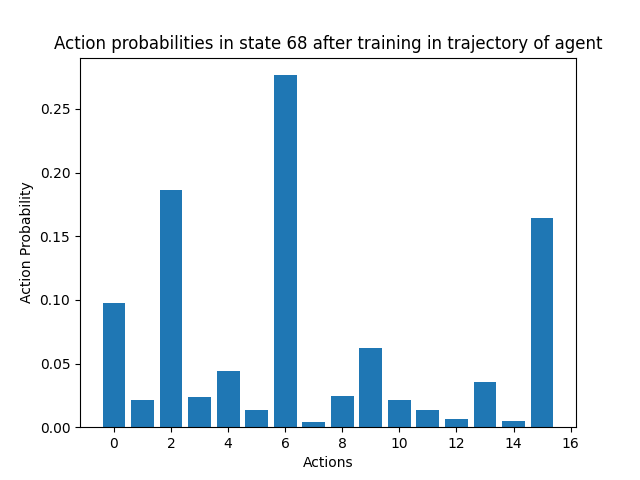 Action probabilities in state 68 after training in trajectory of agent
Action Probability
0.25
0.20
0.15
0.10
0.05
0.00
0 2 4 6 8 10 12 14 16
Actions